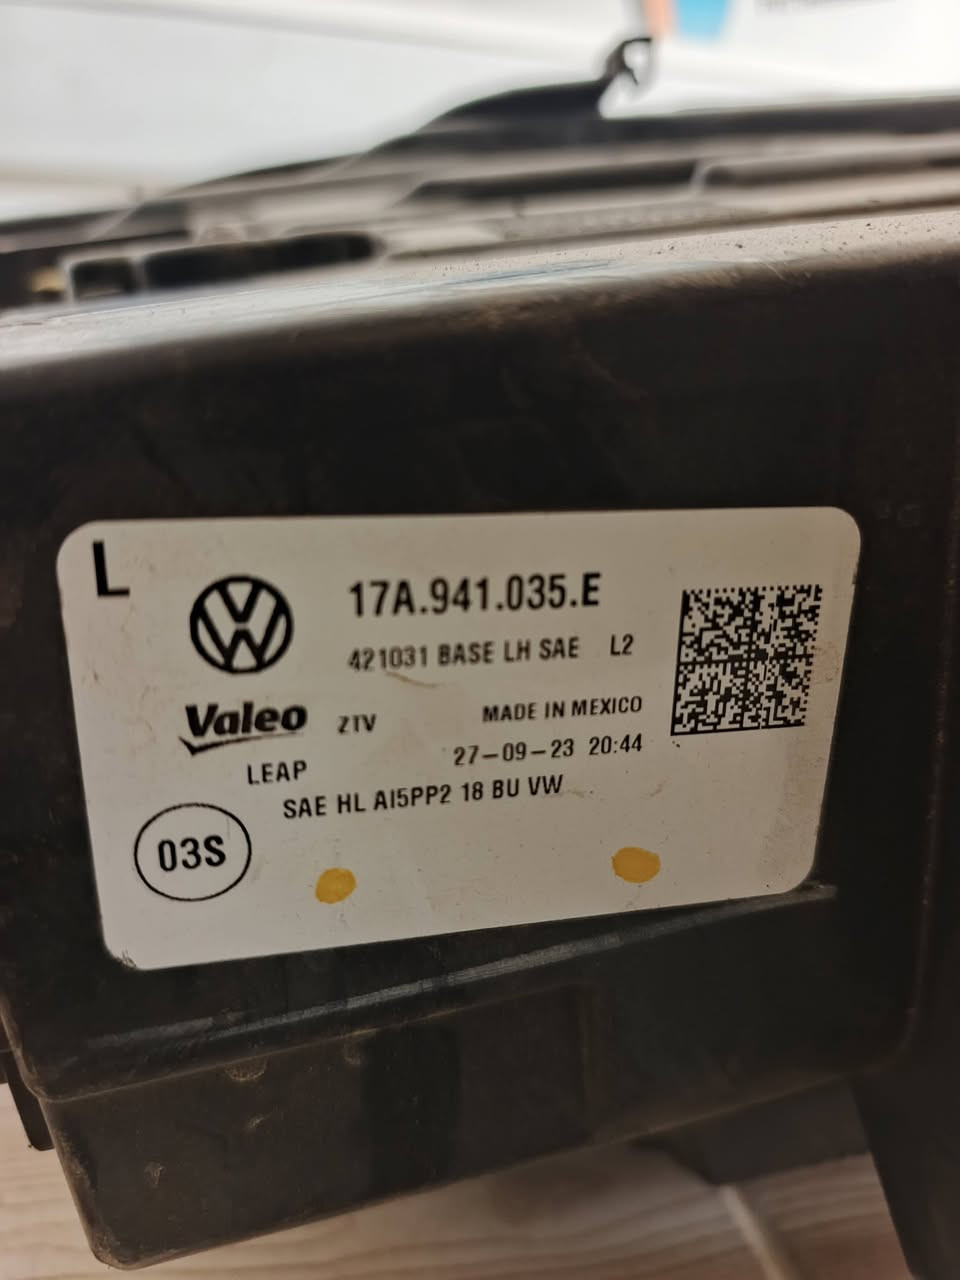 L
17A.941.035.E
421031 BASE LH SAE L2
Valeo ZTV MADE IN MEXICO
LEAP 27-09-23 20:44
SAE HL AI5PP2 18 BU VW
03S